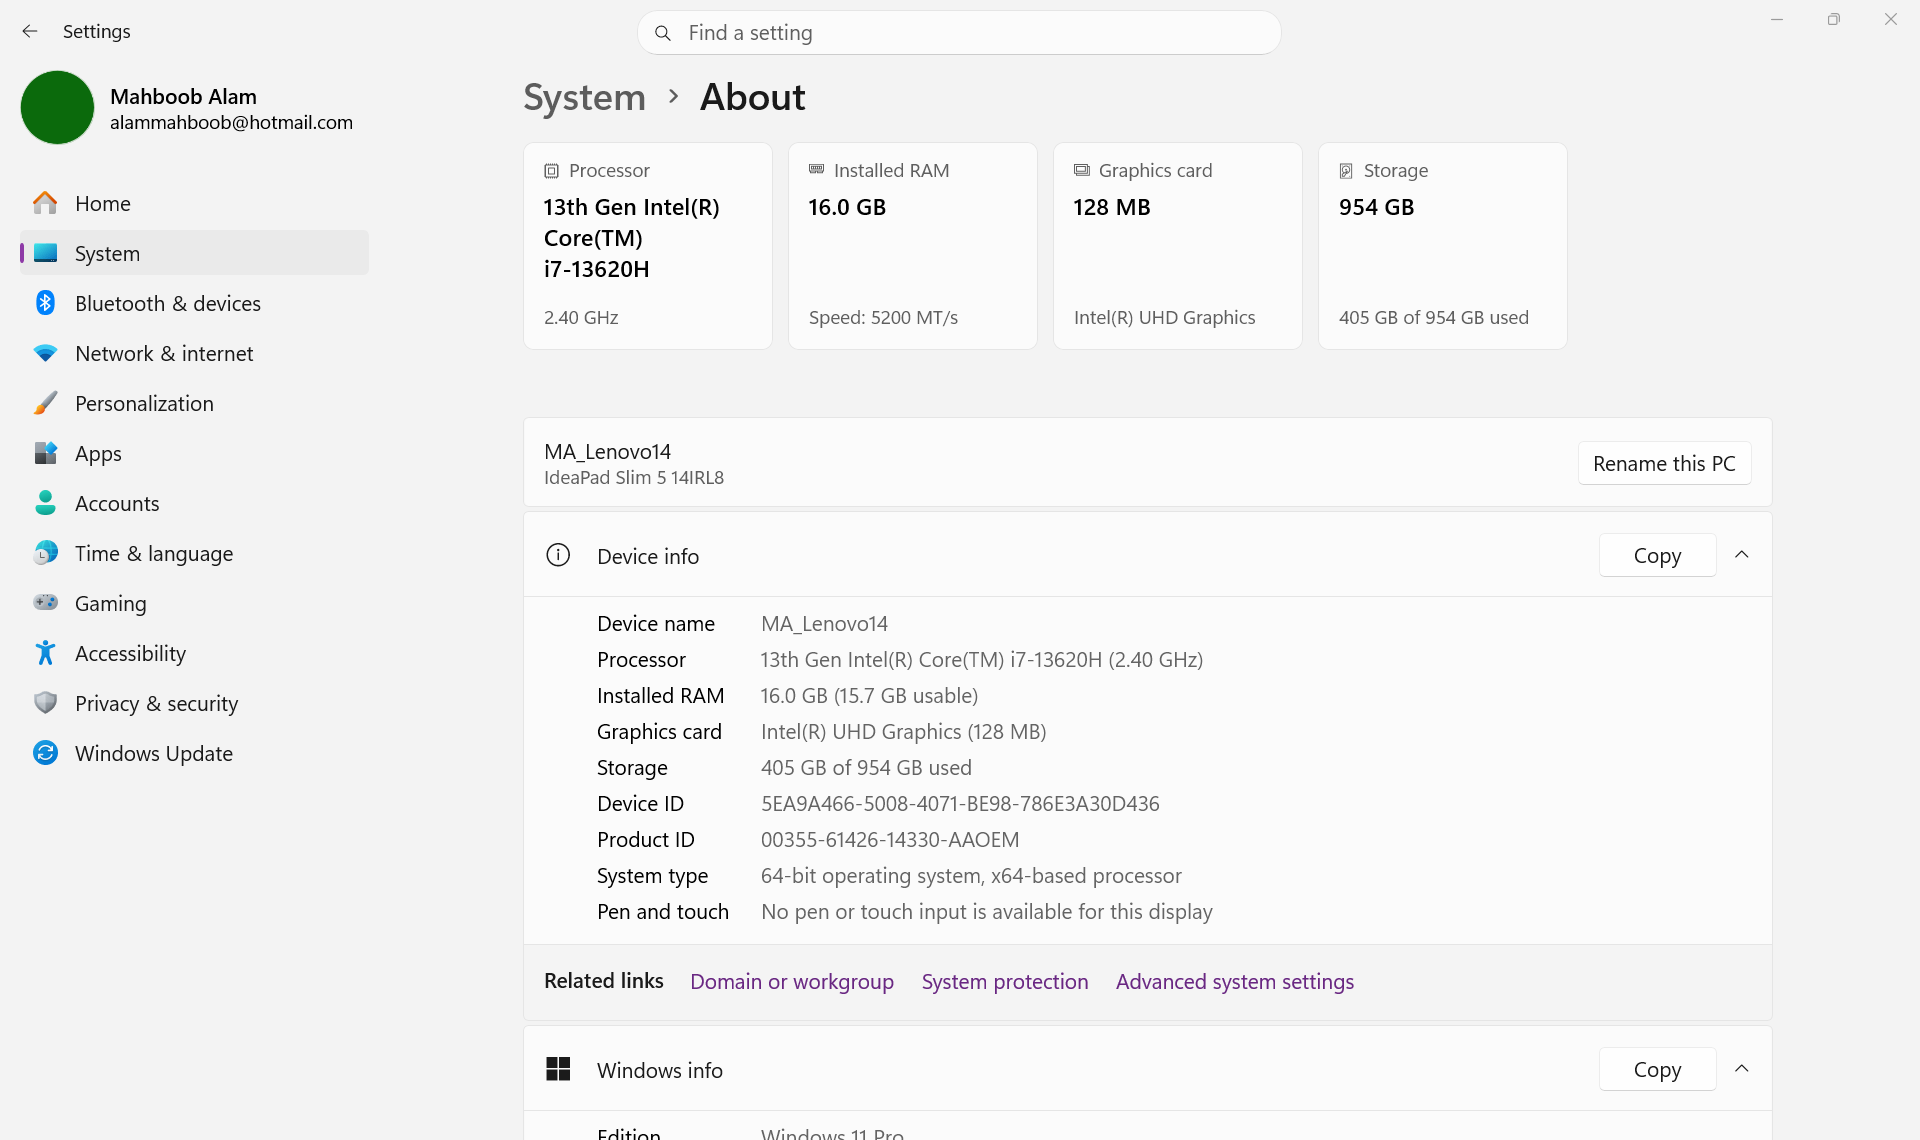 Settings
Find a setting
Mahboob Alam
alammahboob@hotmail.com
Home
System
Bluetooth & devices
Network & internet
Personalization
Apps
Accounts
Time & language
Gaming
Accessibility
Privacy & security
Windows Update
System > About
Processor
13th Gen Intel(R)
Core(TM)
i7-13620H
2.40 GHz
Installed RAM
16.0 GB
Speed: 5200 MT/s
Graphics card
128 MB
Intel(R) UHD Graphics
Storage
954 GB
405 GB of 954 GB used
MA_Lenovo14
IdeaPad Slim 5 14IRL8
Rename this PC
Device info
Copy
Device name MA_Lenovo14
Processor 13th Gen Intel(R) Core(TM) i7-13620H (2.40 GHz)
Installed RAM 16.0 GB (15.7 GB usable)
Graphics card Intel(R) UHD Graphics (128 MB)
Storage 405 GB of 954 GB used
Device ID 5EA9A466-5008-4071-BE98-786E3A30D436
Product ID 00355-61426-14330-AAOEM
System type 64-bit operating system, x64-based processor
Pen and touch No pen or touch input is available for this display
Related links Domain or workgroup System protection Advanced system settings
Windows info
Copy
Edition Windows 11 Pro